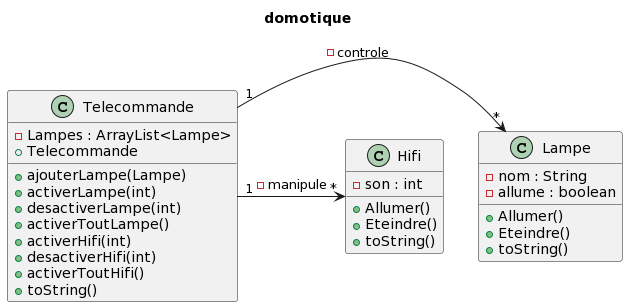 domotique
controle
1
*
C Telecommande
Lampes : ArrayList<Lampe>
Telecommande
ajouterLampe(Lampe)
activerLampe(int)
desactiverLampe(int)
activerToutLampe()
activerHifi(int)
desactiverHifi(int)
activerToutHifi()
toString()
1
manipule
*
C Hifi
son : int
Allumer()
Eteindre()
toString()
C Lampe
nom : String
allume : boolean
Allumer()
Eteindre()
toString()